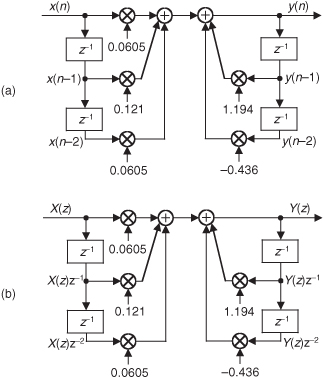 x(n) y(n)
z⁻¹ 0.0605 z⁻¹
x(n–1) y(n–1)
(a)
z⁻¹ 0.121 1.194 z⁻¹
x(n–2) y(n–2)
0.0605 –0.436
X(z) Y(z)
z⁻¹ 0.0605 z⁻¹
X(z)z⁻¹ Y(z)z⁻¹
(b)
z⁻¹ 0.121 1.194 z⁻¹
X(z)z⁻² Y(z)z⁻²
0.0605 –0.436